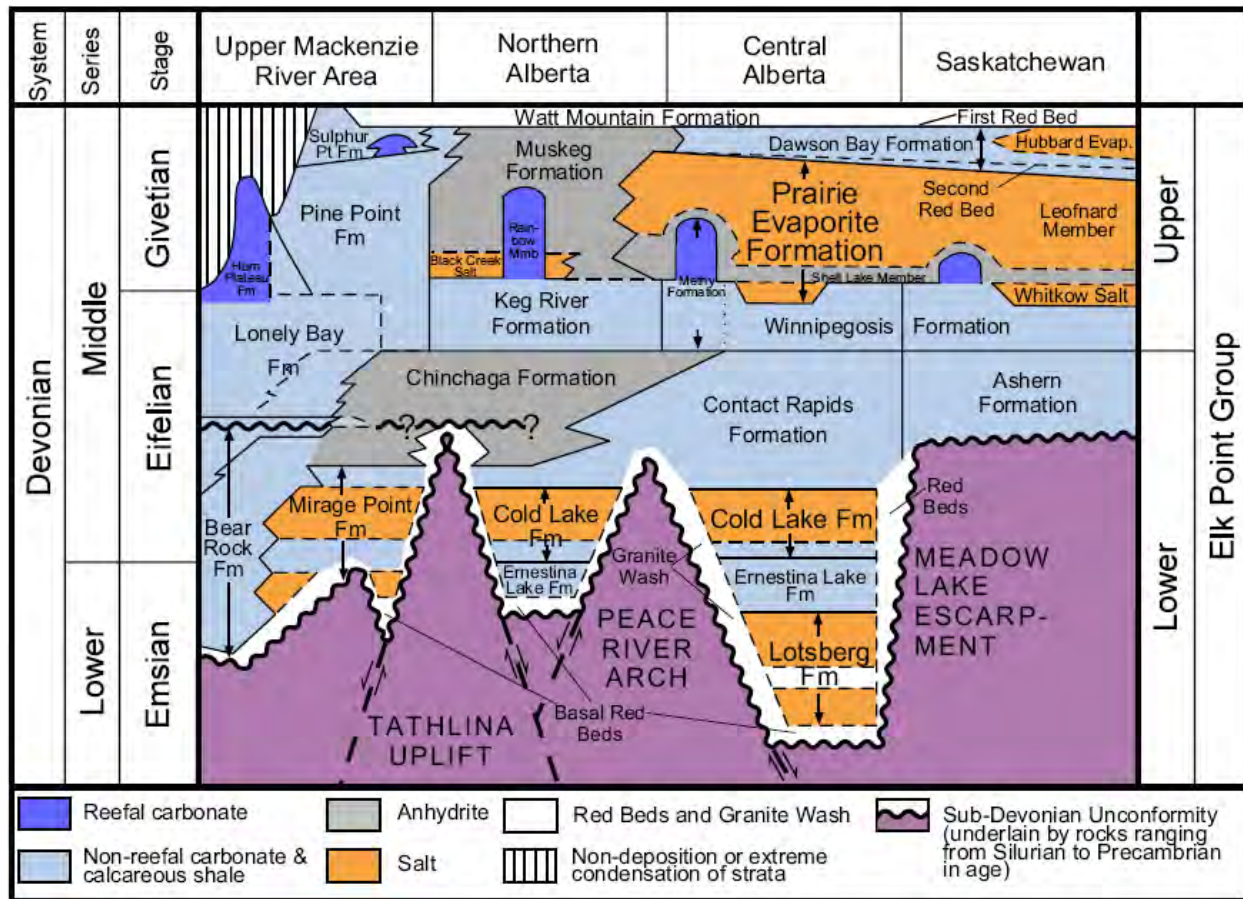 System
Series
Stage
Upper Mackenzie
River Area
Northern
Alberta
Central
Alberta
Saskatchewan
Devonian
Middle
Lower
Givetian
Eifelian
Emsian
Watt Mountain Formation
First Red Bed
Sulphur
Pt Fm
Muskeg
Formation
Dawson Bay Formation
Hubbard Evap.
Second
Red Bed
Pine Point
Fm
Horn
Plateau
Fm
Rain-
bow
Mmb
Black Creek
Salt
Prairie
Evaporite
Formation
Leofnard
Member
Methy
Formation
Shell Lake Member
Whitkow Salt
Lonely Bay
Fm
Keg River
Formation
Winnipegosis
Formation
Chinchaga Formation
?
?
Contact Rapids
Formation
Ashern
Formation
Bear
Rock
Fm
Mirage Point
Fm
Cold Lake
Fm
Cold Lake Fm
Red
Beds
Granite
Wash
Ernestina
Lake Fm
Ernestina Lake
Fm
Lotsberg
Fm
MEADOW
LAKE
ESCARP-
MENT
PEACE
RIVER
ARCH
Basal Red
Beds
TATHLINA
UPLIFT
Upper
Lower
Elk Point Group
Reefal carbonate
Non-reefal carbonate &
calcareous shale
Anhydrite
Salt
Red Beds and Granite Wash
Non-deposition or extreme
condensation of strata
Sub-Devonian Unconformity
(underlain by rocks ranging
from Silurian to Precambrian
in age)